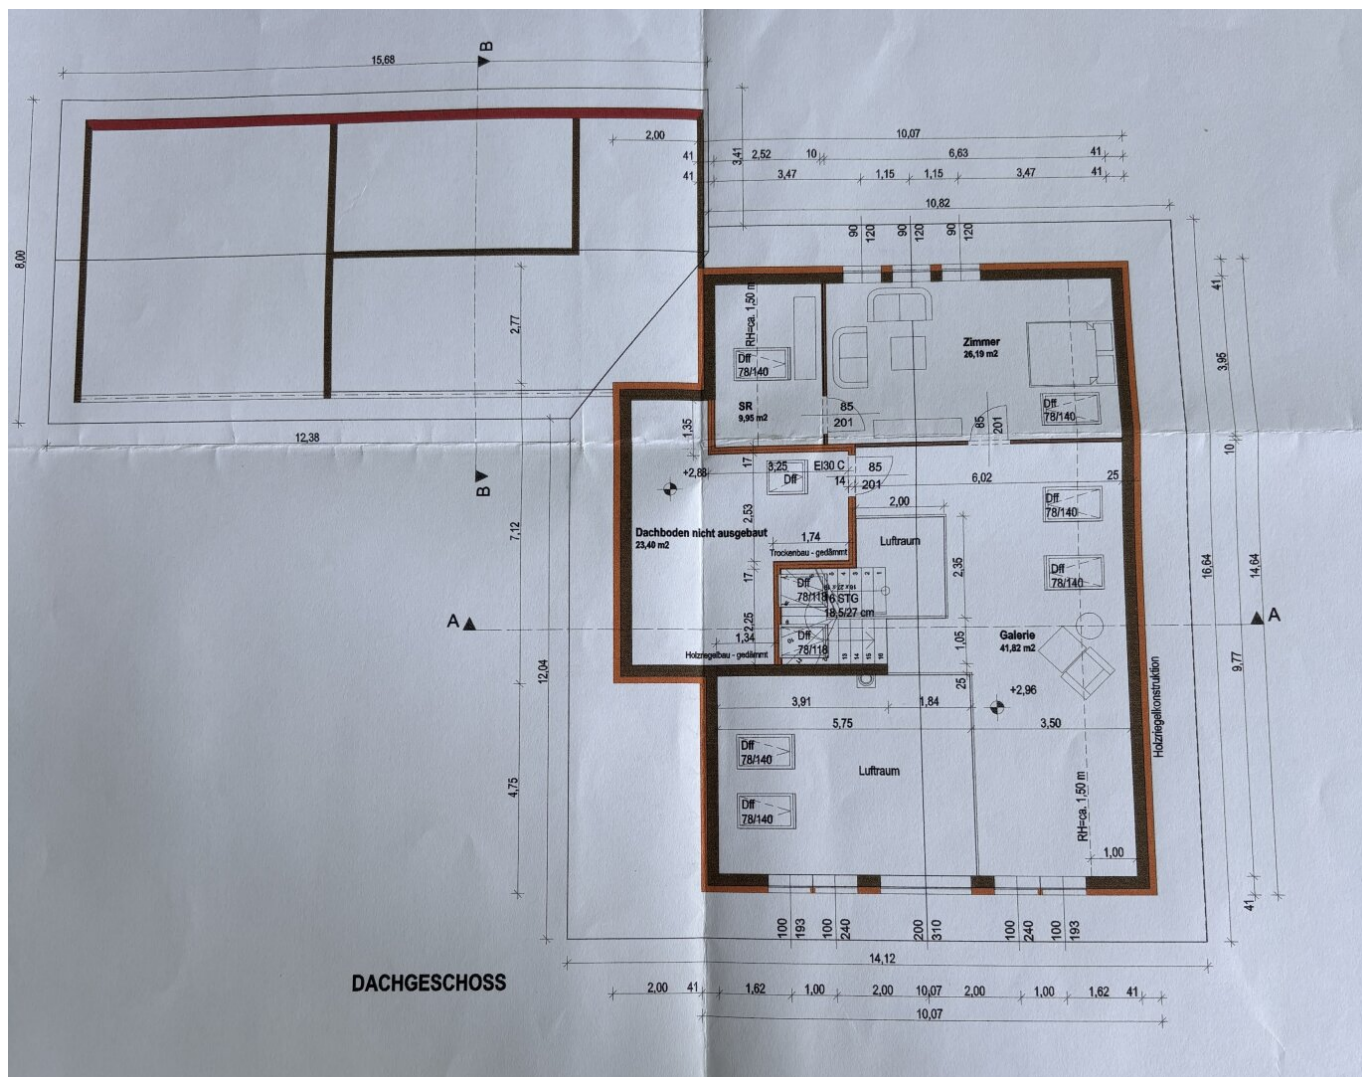 B
15,68
10,07
2,00
41
3,41
2,52
10
6,63
41
41
3,47
1,15
1,15
3,47
41
10,82
90
120
90
120
90
120
8,00
41
2,77
RH=ca. 1,50 m
Zimmer
26,19 m2
Dff
78/140
3,95
SR
9,95 m2
85
201
85
201
Dff
78/140
12,38
1,35
10
B
+2,88
17
3,25
EI30 C
85
Dff
14
201
6,02
25
2,00
Dff
78/140
7,12
2,53
Dachboden nicht ausgebaut
23,40 m2
1,74
Trockenbau - gedämmt
Luftraum
2,35
16,64
14,64
17
Dff
78/118
16 STG
18,5/27 cm
Dff
78/140
A
2,25
1,34
Dff
78/118
Holzriegelbau - gedämmt
1,05
Galerie
41,82 m2
A
12,04
9,77
25
3,91
1,84
+2,96
5,75
3,50
Holzriegelkonstruktion
Dff
78/140
Luftraum
4,75
Dff
78/140
RH=ca. 1,50 m
1,00
41
100
193
100
240
200
310
100
240
100
193
14,12
DACHGESCHOSS
2,00
41
1,62
1,00
2,00
10,07
2,00
1,00
1,62
41
10,07